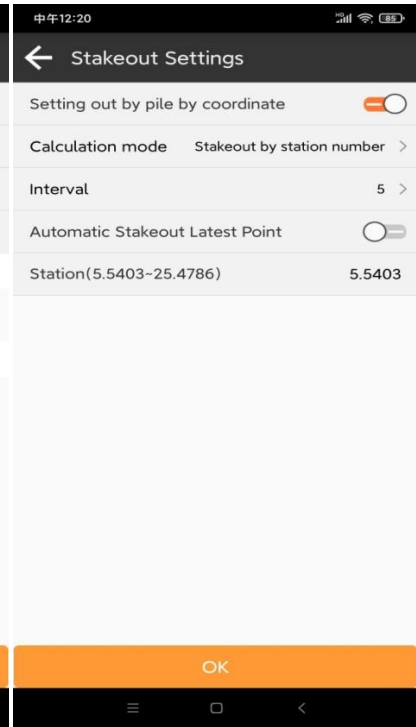 中午12:20
HD 85
Stakeout Settings
Setting out by pile by coordinate
Calculation mode Stakeout by station number >
Interval 5 >
Automatic Stakeout Latest Point
Station(5.5403~25.4786) 5.5403
OK